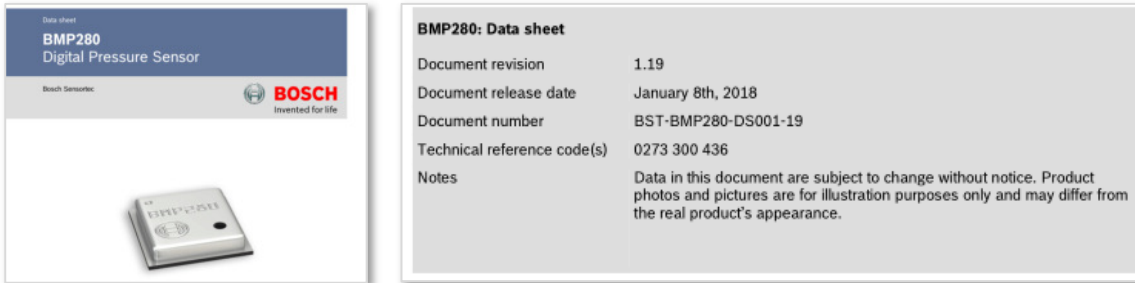 Data sheet
BMP280
Digital Pressure Sensor
Bosch Sensortec
BOSCH
Invented for life
BMP280
BMP280: Data sheet
Document revision 1.19
Document release date January 8th, 2018
Document number BST-BMP280-DS001-19
Technical reference code(s) 0273 300 436
Notes Data in this document are subject to change without notice. Product
photos and pictures are for illustration purposes only and may differ from
the real product's appearance.